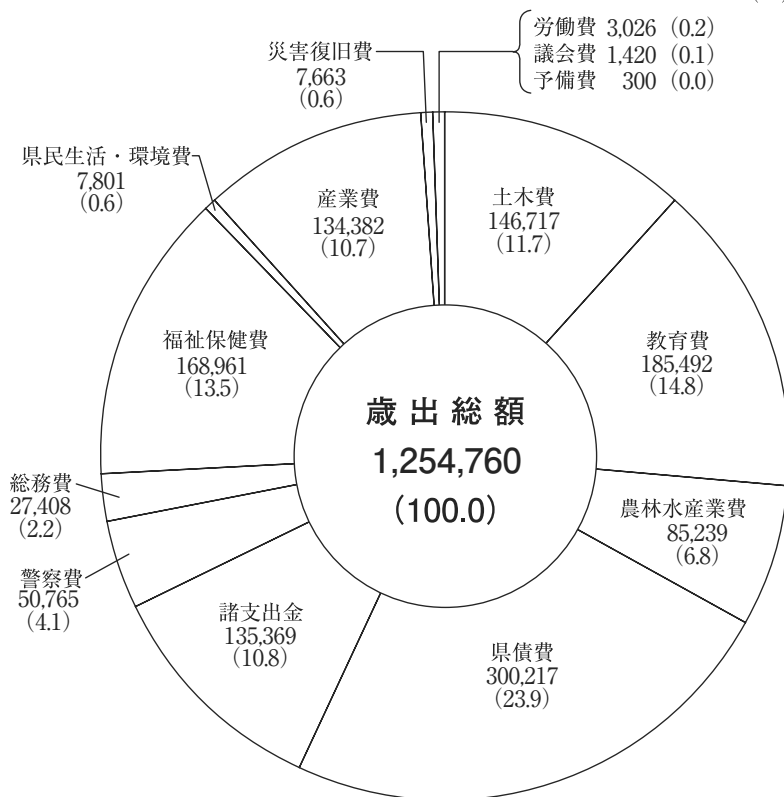 労働費 3,026 (0.2)
議会費 1,420 (0.1)
予備費 300 (0.0)
災害復旧費
7,663
(0.6)
県民生活・環境費
7,801
(0.6)
産業費
134,382
(10.7)
土木費
146,717
(11.7)
福祉保健費
168,961
(13.5)
教育費
185,492
(14.8)
歳出総額
1,254,760
(100.0)
総務費
27,408
(2.2)
農林水産業費
85,239
(6.8)
警察費
50,765
(4.1)
諸支出金
135,369
(10.8)
県債費
300,217
(23.9)